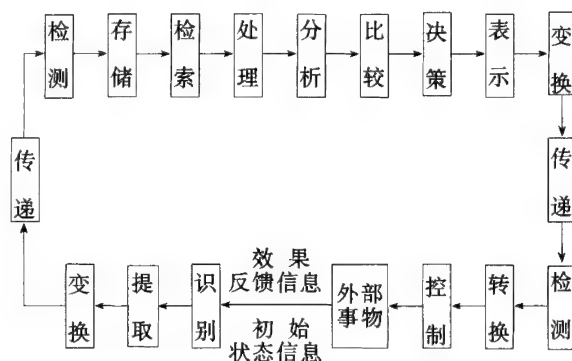 检测
存储
检索
处理
分析
比较
决策
表示
变换
传递
传递
效果
反馈信息
变换
提取
识别
外部
事物
控制
转换
检测
初始
状态信息